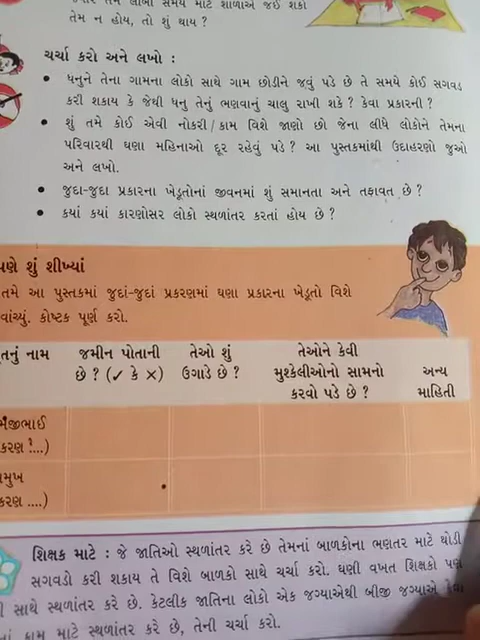 તમ લાંબા સમય માટે શાળાએ જઈ શકો
તેમ ન હોય, તો શું થાય ?
ચર્ચા કરો અને લખો :
• ધનુને તેના ગામના લોકો સાથે ગામ છોડીને જવું પડે છે તે સમયે કોઈ સગવડ
કરી શકાય કે જેથી ધનુ તેનું ભણવાનું ચાલુ રાખી શકે ? કેવા પ્રકારની ?
• શું તમે કોઈ એવી નોકરી/કામ વિશે જાણો છો જેના લીધે લોકોને તેમના
પરિવારથી ઘણા મહિનાઓ દૂર રહેવું પડે ? આ પુસ્તકમાંથી ઉદાહરણો જુઓ
અને લખો.
• જુદા-જુદા પ્રકારના ખેડૂતોનાં જીવનમાં શું સમાનતા અને તફાવત છે ?
• કયાં કયાં કારણોસર લોકો સ્થળાંતર કરતાં હોય છે ?
શું શીખ્યાં
તમે આ પુસ્તકમાં જુદાં-જુદાં પ્રકરણમાં ઘણા પ્રકારના ખેડૂતો વિશે
વાંચ્યું. કોષ્ટક પૂર્ણ કરો.
નામ જમીન પોતાની છે ? (✓ કે ×) તેઓ શું ઉગાડે છે ? તેઓને કેવી મુશ્કેલીઓનો સામનો કરવો પડે છે ? અન્ય માહિતી
શિક્ષક માટે : જે જાતિઓ સ્થળાંતર કરે છે તેમનાં બાળકોના ભણતર માટે થોડી
સગવડો કરી શકાય તે વિશે બાળકો સાથે ચર્ચા કરો. ઘણી વખત શિક્ષકો પણ
સાથે સ્થળાંતર કરે છે. કેટલીક જાતિના લોકો એક જગ્યાએથી બીજી જગ્યાએ કેવા
કામ માટે સ્થળાંતર કરે છે, તેની ચર્ચા કરો.